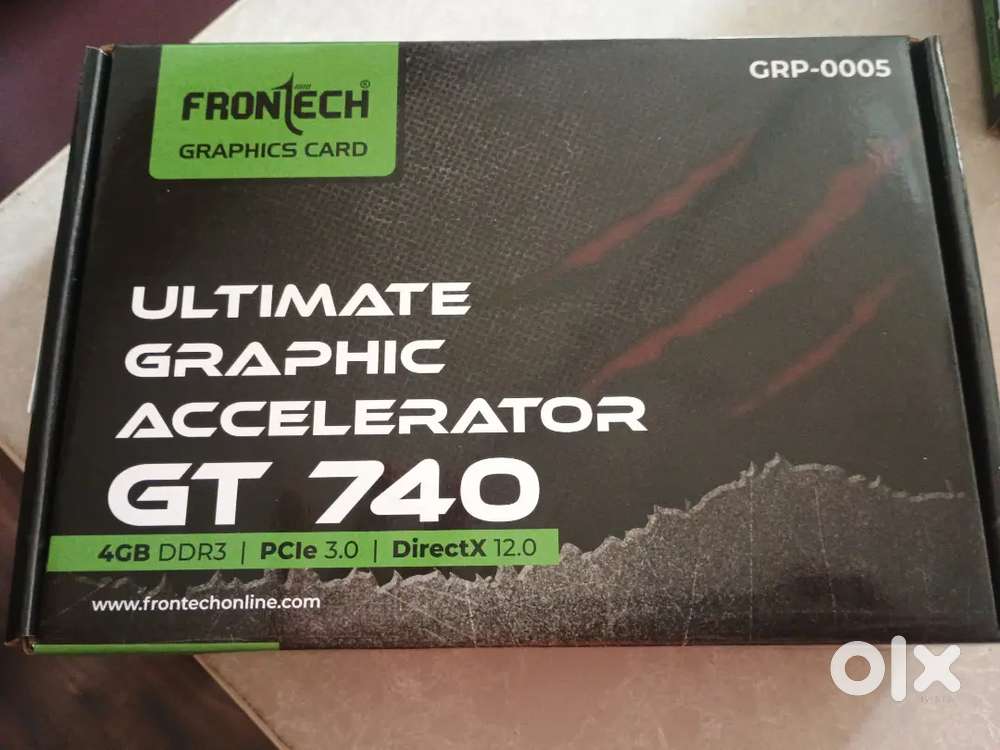 FRONTECH®
GRAPHICS CARD
GRP-0005
ULTIMATE
GRAPHIC
ACCELERATOR
GT 740
4GB DDR3 | PCIe 3.0 | DirectX 12.0
www.frontechonline.com
olx